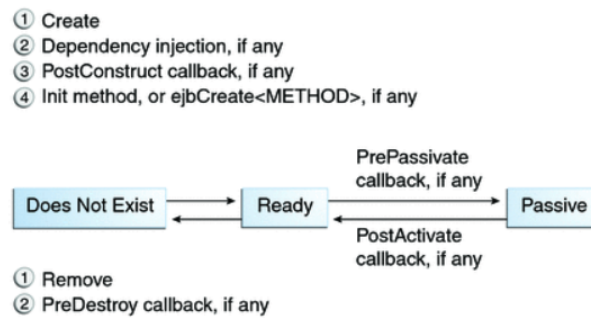 1 Create
2 Dependency injection, if any
3 PostConstruct callback, if any
4 Init method, or ejbCreate<METHOD>, if any
PrePassivate
callback, if any
Does Not Exist
Ready
Passive
PostActivate
callback, if any
1 Remove
2 PreDestroy callback, if any